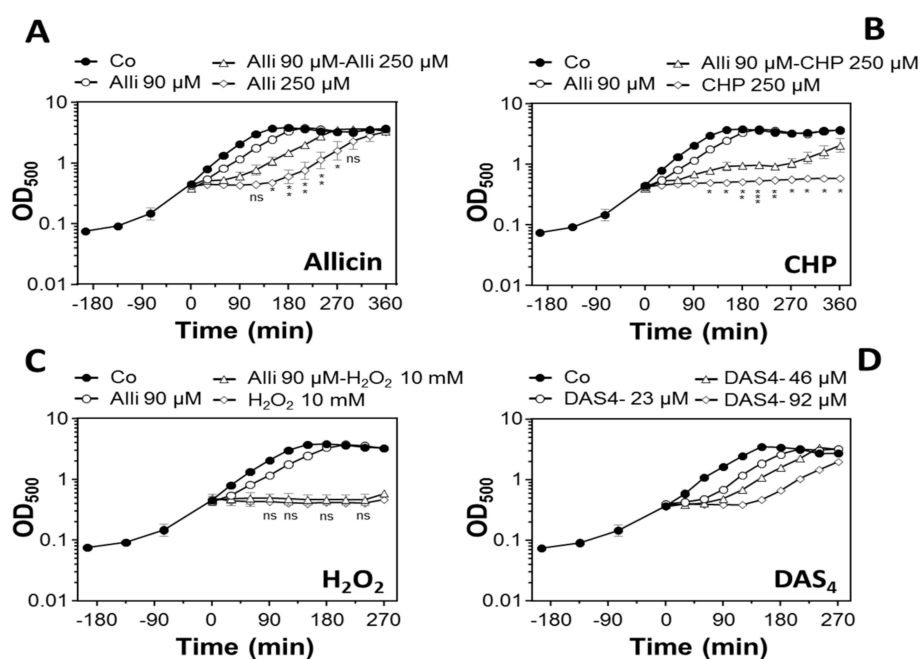 A
Co
Alli 90 µM-Alli 250 µM
Alli 90 µM
Alli 250 µM
10
1
0.1
0.01
OD500
ns
*
*
*
*
*
*
*
*
*
*
ns
Allicin
-180 -90 0 90 180 270 360
Time (min)
B
Co
Alli 90 µM-CHP 250 µM
Alli 90 µM
CHP 250 µM
10
1
0.1
0.01
OD500
* * * * * * * * *
* * *
*
CHP
-180 -90 0 90 180 270 360
Time (min)
C
Co
Alli 90 µM-H₂O₂ 10 mM
Alli 90 µM
H₂O₂ 10 mM
10
1
0.1
0.01
OD500
ns ns ns ns
H₂O₂
-180 -90 0 90 180 270
Time (min)
D
Co
DAS4- 46 µM
DAS4- 23 µM
DAS4- 92 µM
10
1
0.1
0.01
OD500
DAS₄
-180 -90 0 90 180 270
Time (min)